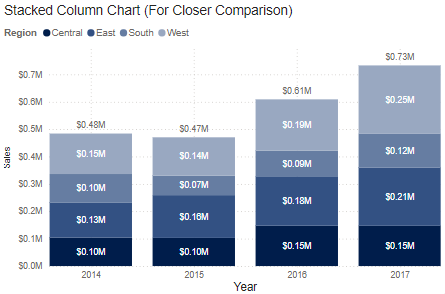 Stacked Column Chart (For Closer Comparison)
Region Central East South West
$0.7M
$0.6M
$0.5M
$0.4M
$0.3M
$0.2M
$0.1M
$0.0M
Sales
$0.48M
$0.15M
$0.10M
$0.13M
$0.10M
$0.47M
$0.14M
$0.07M
$0.16M
$0.10M
$0.61M
$0.19M
$0.09M
$0.18M
$0.15M
$0.73M
$0.25M
$0.12M
$0.21M
$0.15M
2014 2015 2016 2017
Year